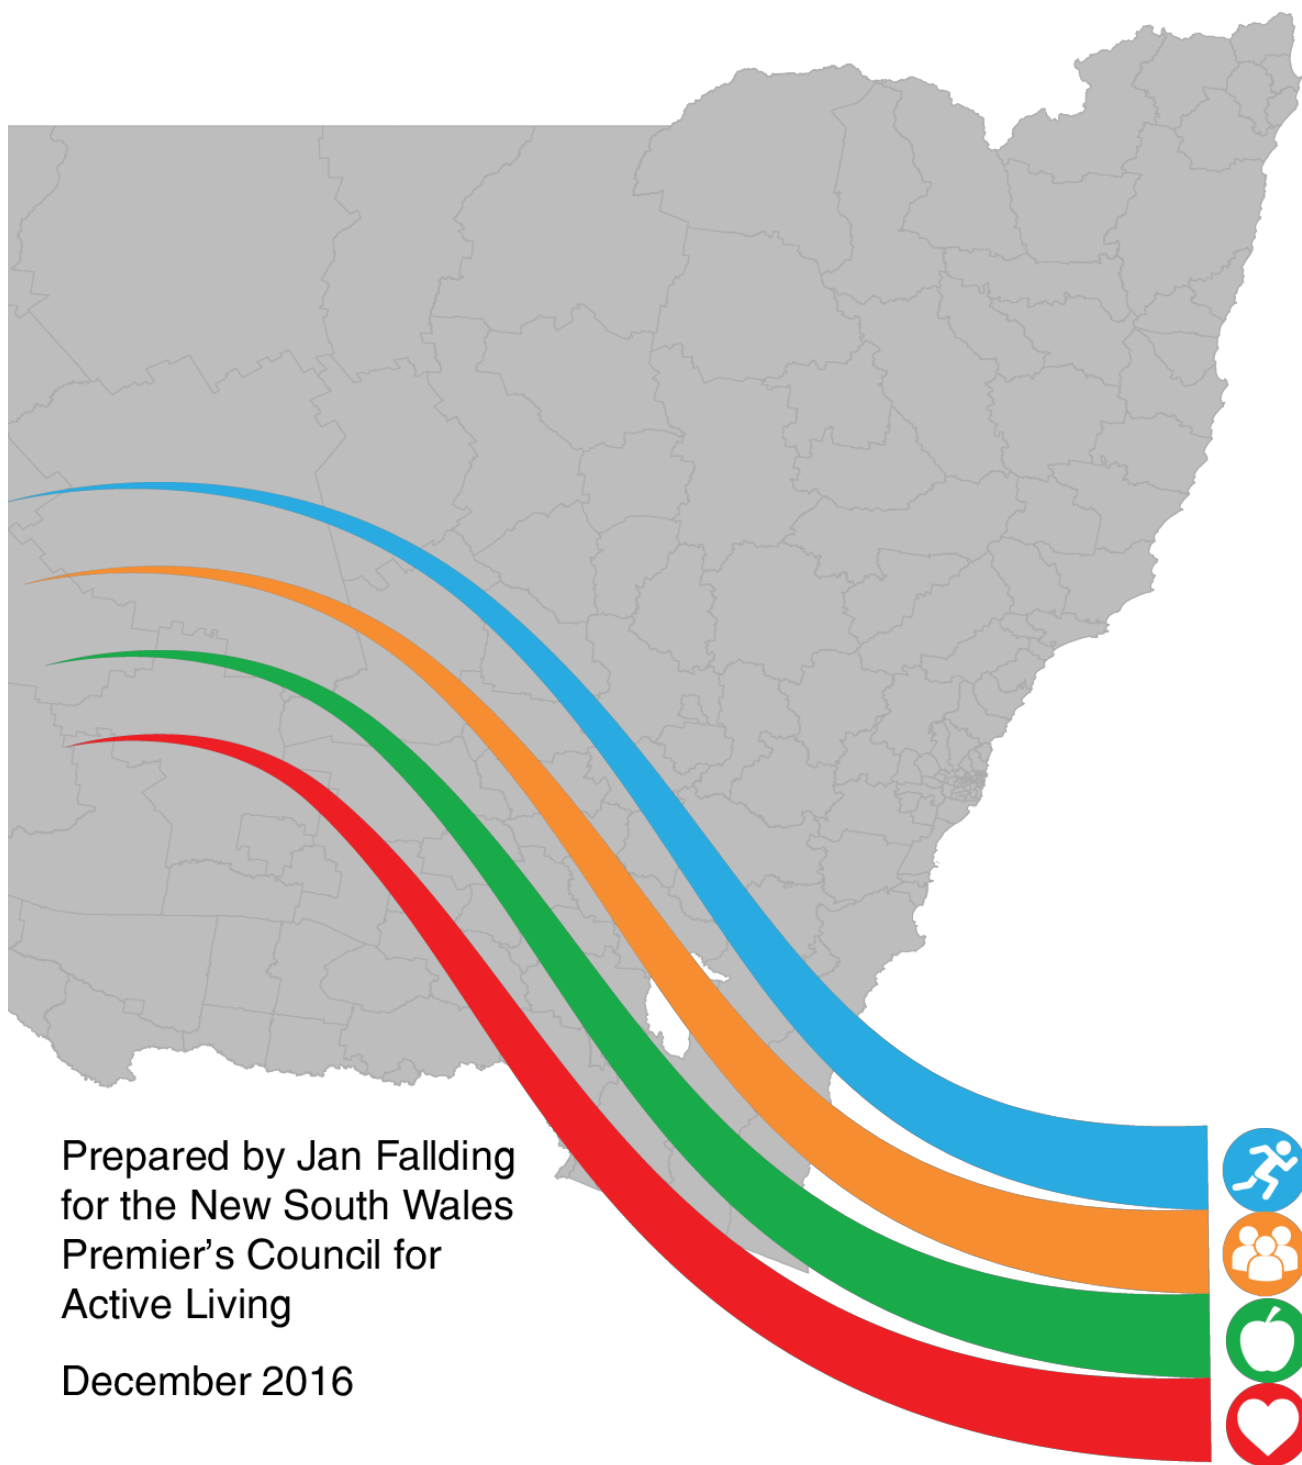 Prepared by Jan Fallding
for the New South Wales
Premier’s Council for
Active Living
December 2016